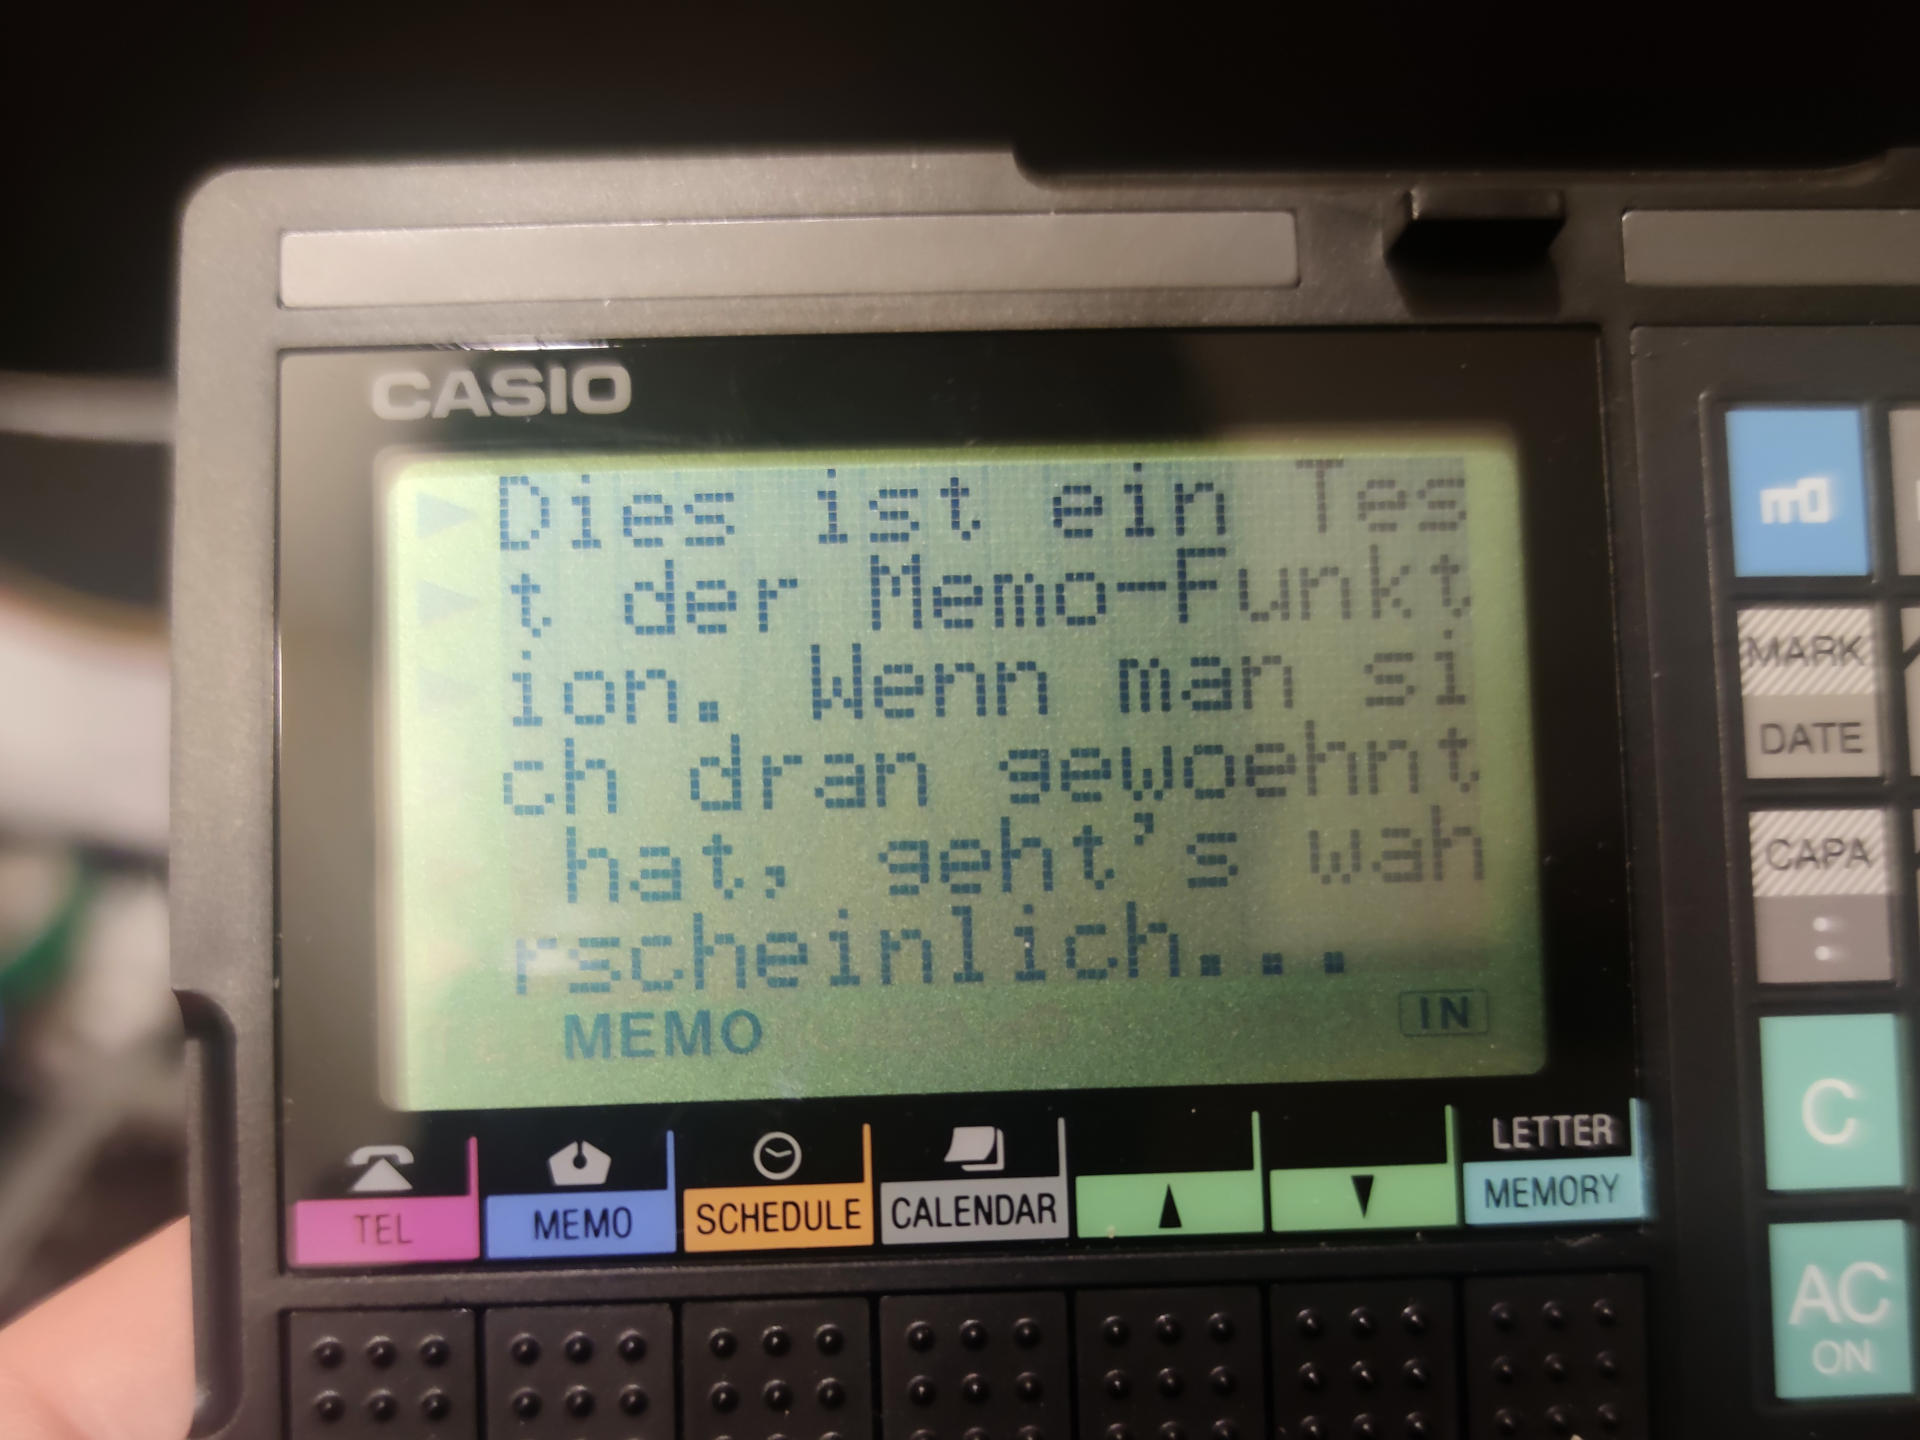 CASIO
Dies ist ein Tes
t der Memo-Funkt
ion. Wenn man si
ch dran gewoehnt
hat, geht's wah
rscheinlich...
MEMO IN
LETTER
TEL MEMO SCHEDULE CALENDAR ▲ ▼ MEMORY
MARK
DATE
CAPA
:
C
AC
ON